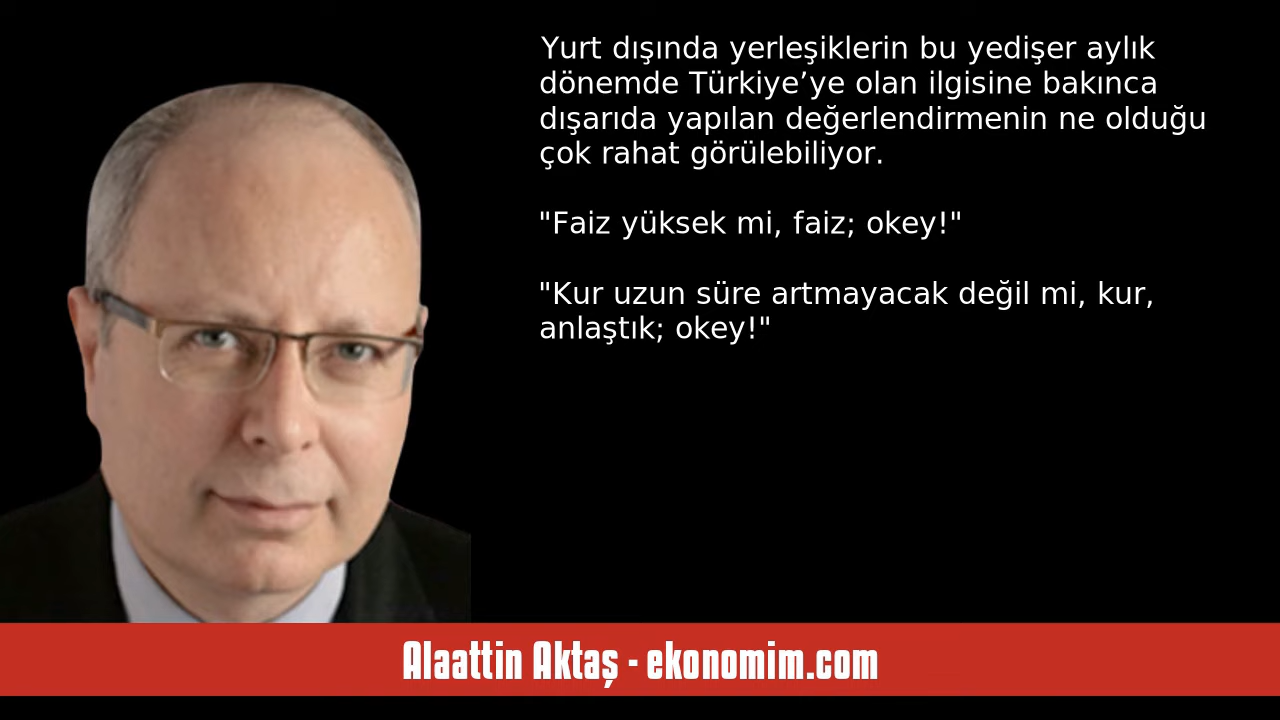 Yurt dışında yerleşiklerin bu yedişer aylık
dönemde Türkiye’ye olan ilgisine bakınca
dışarıda yapılan değerlendirmenin ne olduğu
çok rahat görülebiliyor.
"Faiz yüksek mi, faiz; okey!"
"Kur uzun süre artmayacak değil mi, kur,
anlaştık; okey!"
Alaattin Aktaş - ekonomim.com